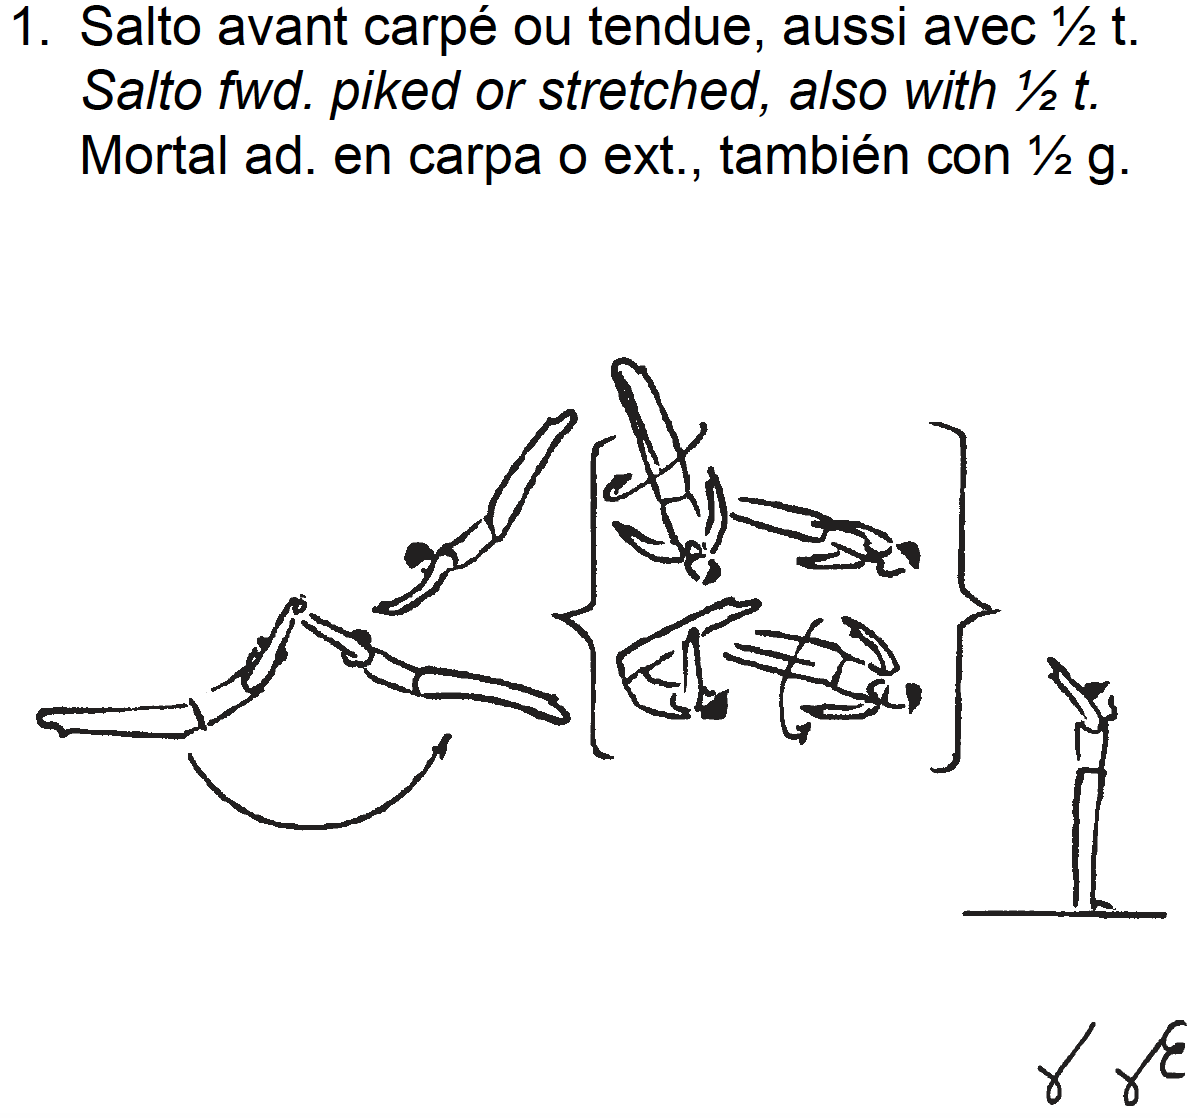 1. Salto avant carpé ou tendue, aussi avec ½ t.
Salto fwd. piked or stretched, also with ½ t.
Mortal ad. en carpa o ext., también con ½ g.